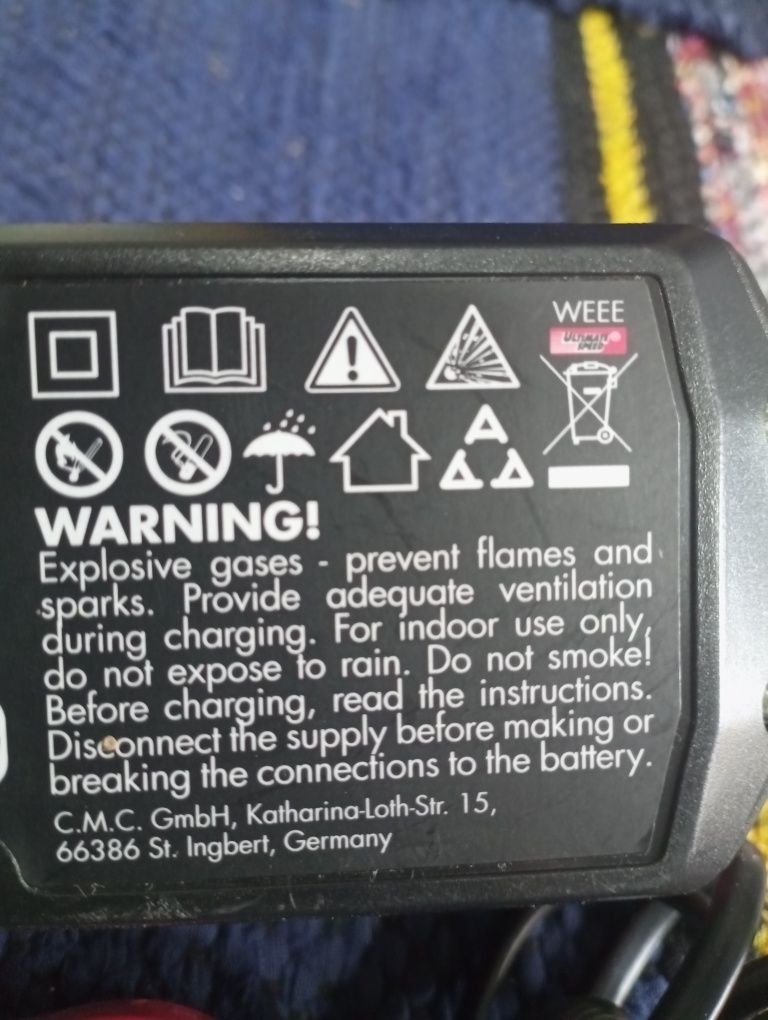 WEEE
ULTIMATE
SPEED
WARNING!
Explosive gases - prevent flames and
sparks. Provide adequate ventilation
during charging. For indoor use only,
do not expose to rain. Do not smoke!
Before charging, read the instructions.
Disconnect the supply before making or
breaking the connections to the battery.
C.M.C. GmbH, Katharina-Loth-Str. 15,
66386 St. Ingbert, Germany